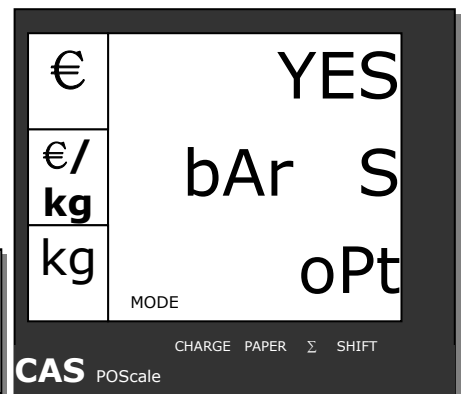 € YES
€/
kg bAr S
kg oPt
MODE
CHARGE PAPER Σ SHIFT
CAS POScale